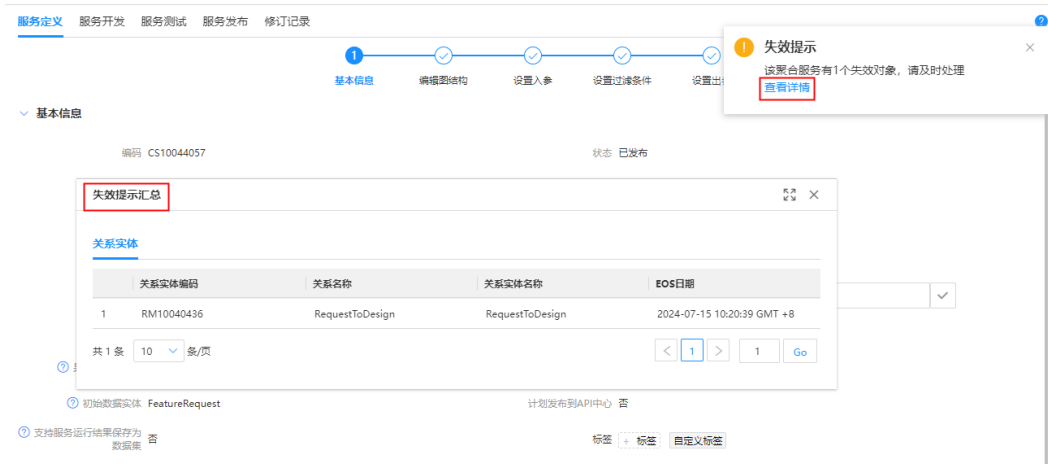 服务定义 服务开发 服务测试 服务发布 修订记录
失效提示
该聚合服务有1个失效对象，请及时处理
查看详情
1
基本信息 编辑图结构 设置入参 设置过滤条件 设置出
基本信息
编码 CS10044057 状态 已发布
失效提示汇总
关系实体
关系实体编码 关系名称 关系实体名称 EOS日期
1 RM10040436 RequestToDesign RequestToDesign 2024-07-15 10:20:39 GMT +8
共 1 条 10 条/页 < 1 > 1 Go
初始数据实体 FeatureRequest 计划发布到API中心 否
支持服务运行结果保存为
数据集 否 标签 + 标签 自定义标签